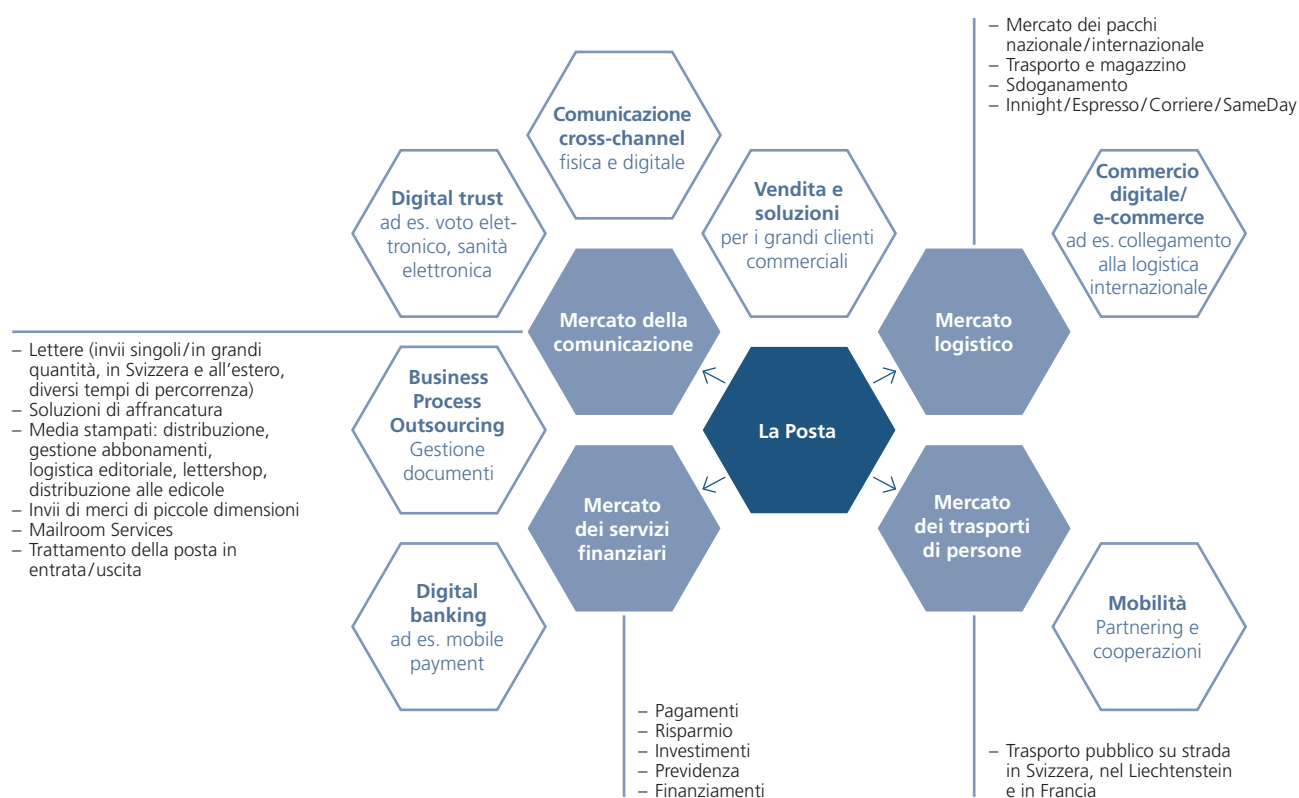 – Mercato dei pacchi
nazionale/internazionale
– Trasporto e magazzino
– Sdoganamento
– Innight/Espresso/Corriere/SameDay
Comunicazione
cross-channel
fisica e digitale
Digital trust
ad es. voto elet-
tronico, sanità
elettronica
Vendita e
soluzioni
per i grandi clienti
commerciali
Commercio
digitale/
e-commerce
ad es. collegamento
alla logistica
internazionale
Mercato della
comunicazione
Mercato
logistico
– Lettere (invii singoli/in grandi
quantità, in Svizzera e all'estero,
diversi tempi di percorrenza)
– Soluzioni di affrancatura
– Media stampati: distribuzione,
gestione abbonamenti,
logistica editoriale, lettershop,
distribuzione alle edicole
– Invii di merci di piccole dimensioni
– Mailroom Services
– Trattamento della posta in
entrata/uscita
Business
Process
Outsourcing
Gestione
documenti
La Posta
Mercato
dei servizi
finanziari
Mercato
dei trasporti
di persone
Digital
banking
ad es. mobile
payment
Mobilità
Partnering e
cooperazioni
– Pagamenti
– Risparmio
– Investimenti
– Previdenza
– Finanziamenti
– Trasporto pubblico su strada
in Svizzera, nel Liechtenstein
e in Francia